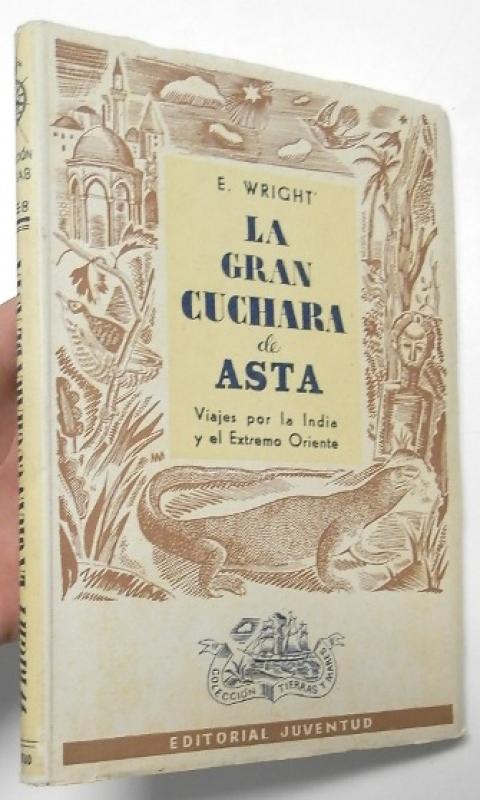 E. WRIGHT
LA
GRAN
CUCHARA
de
ASTA
Viajes por la India
y el Extremo Oriente
COLECCIÓN TIERRAS Y MARES
EDITORIAL JUVENTUD